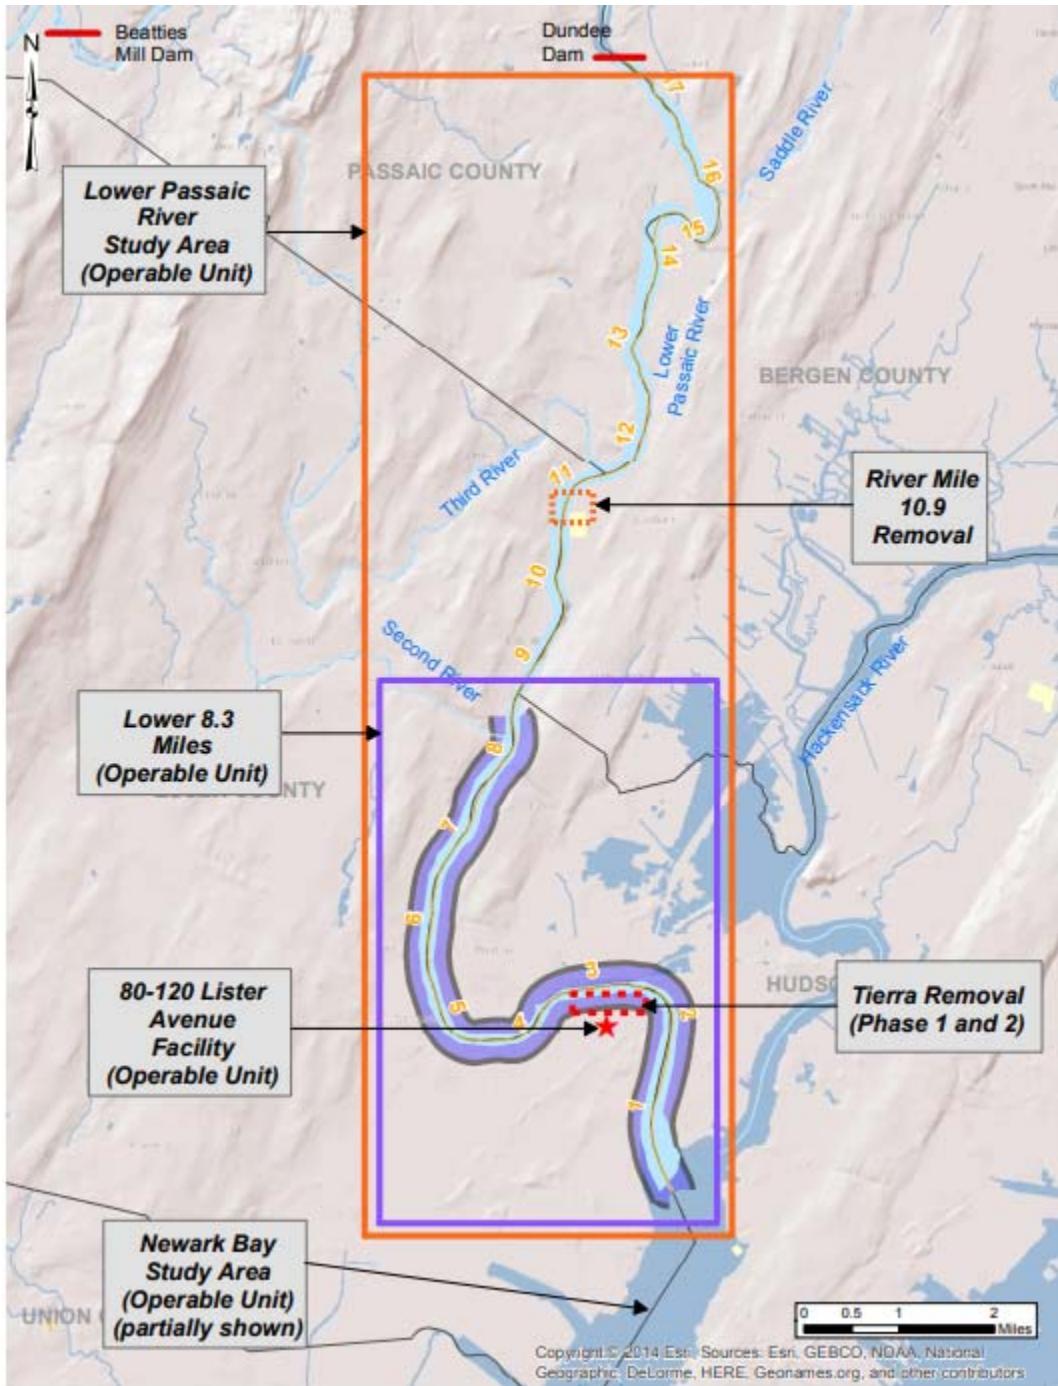 Beatties
Mill Dam
Dundee
Dam
N
17
Saddle River
16
PASSAIC COUNTY
Lower Passaic
River
Study Area
(Operable Unit)
15
14
13
Lower
Passaic River
BERGEN COUNTY
12
11
Third River
River Mile
10.9
Removal
10
9
Second River
Hackensack River
Lower 8.3
Miles
(Operable Unit)
COUNTY
8
7
6
5
4
3
2
1
HUDSO
80-120 Lister
Avenue
Facility
(Operable Unit)
Tierra Removal
(Phase 1 and 2)
Newark Bay
Study Area
(Operable Unit)
(partially shown)
UNION
0 0.5 1 2
Miles
Copyright:© 2014 Esri, Sources: Esri, GEBCO, NOAA, National
Geographic, DeLorme, HERE, Geonames.org, and other contributors